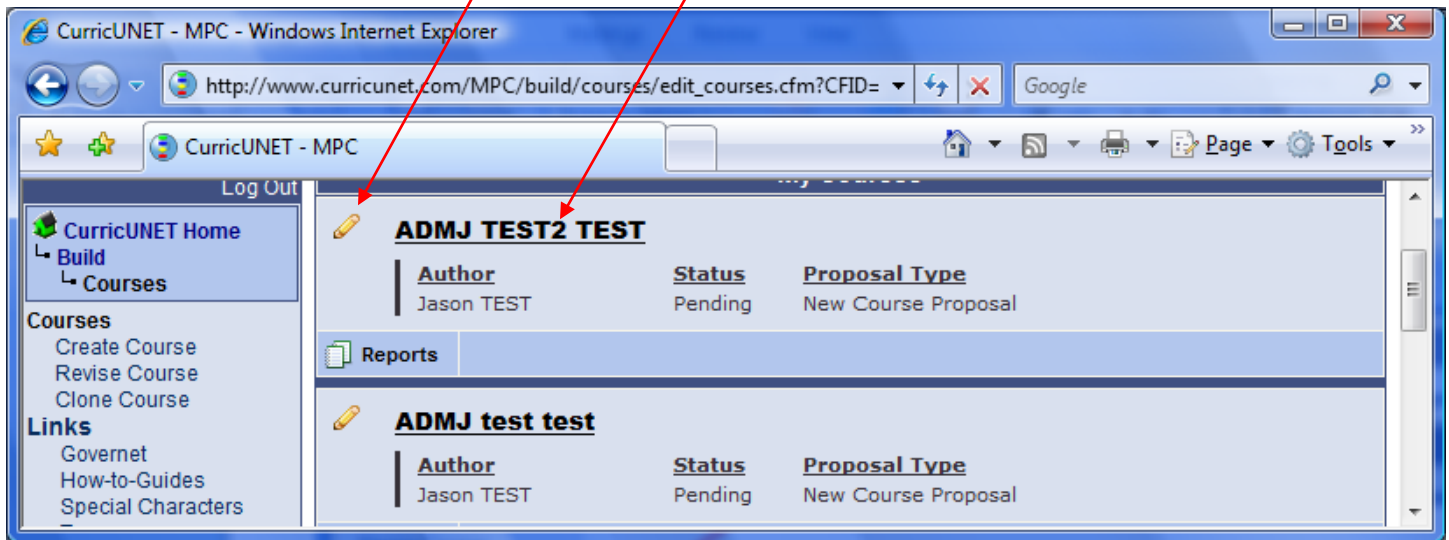 CurricUNET - MPC - Windows Internet Explorer
http://www.curricunet.com/MPC/build/courses/edit_courses.cfm?CFID=
Google
CurricUNET - MPC
Page
Tools
Log Out
My Courses
CurricUNET Home
Build
Courses
Courses
Create Course
Revise Course
Clone Course
Links
Governet
How-to-Guides
Special Characters
ADMJ TEST2 TEST
Author Status Proposal Type
Jason TEST Pending New Course Proposal
Reports
ADMJ test test
Author Status Proposal Type
Jason TEST Pending New Course Proposal